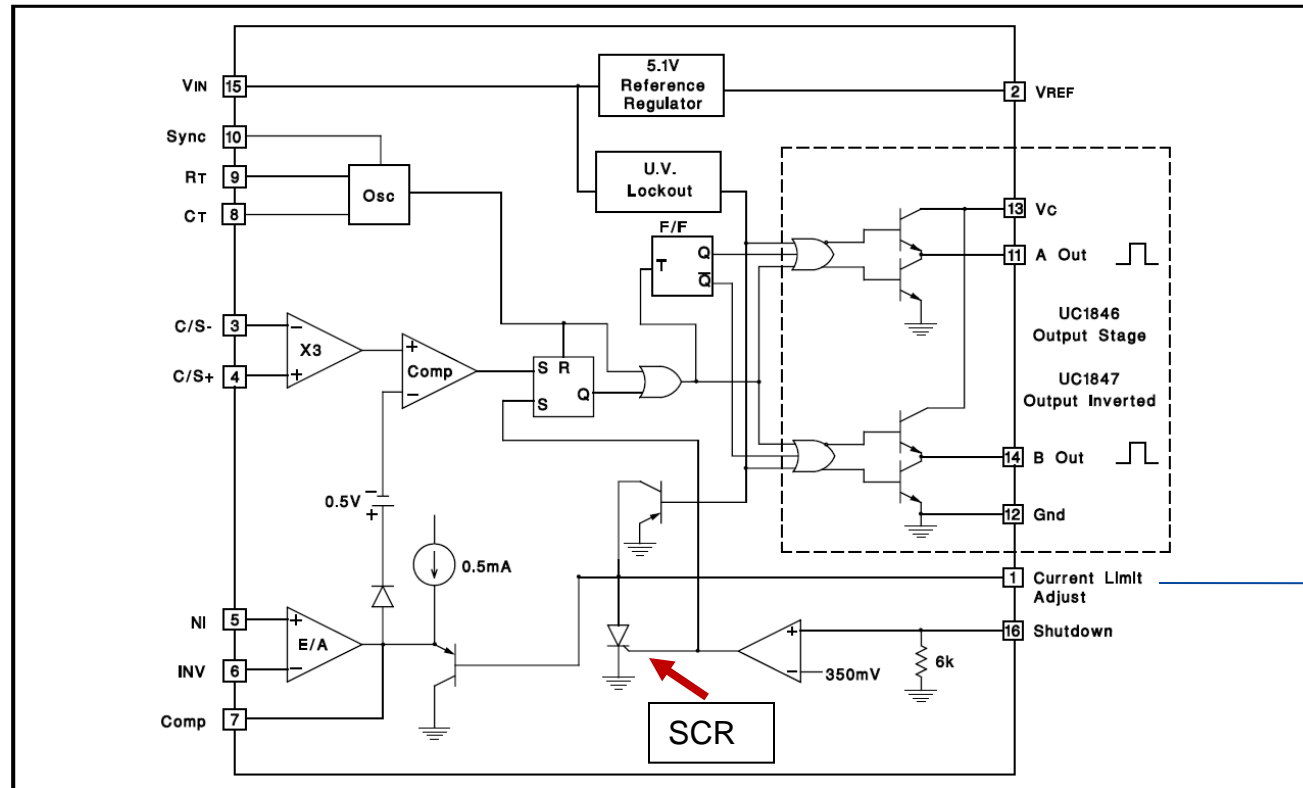 5.1V
Reference
Regulator
VIN 15
2 VREF
Sync 10
RT 9
CT 8
Osc
U.V.
Lockout
F/F
T
Q
Q
13 VC
11 A Out
UC1846
Output Stage
UC1847
Output Inverted
C/S- 3
C/S+ 4
−
X3
+
+
Comp
−
S R
S Q
14 B Out
12 Gnd
0.5V
−
+
0.5mA
1 Current Limit
Adjust
NI 5
INV 6
Comp 7
+
E/A
−
+
−
350mV
6k
16 Shutdown
SCR